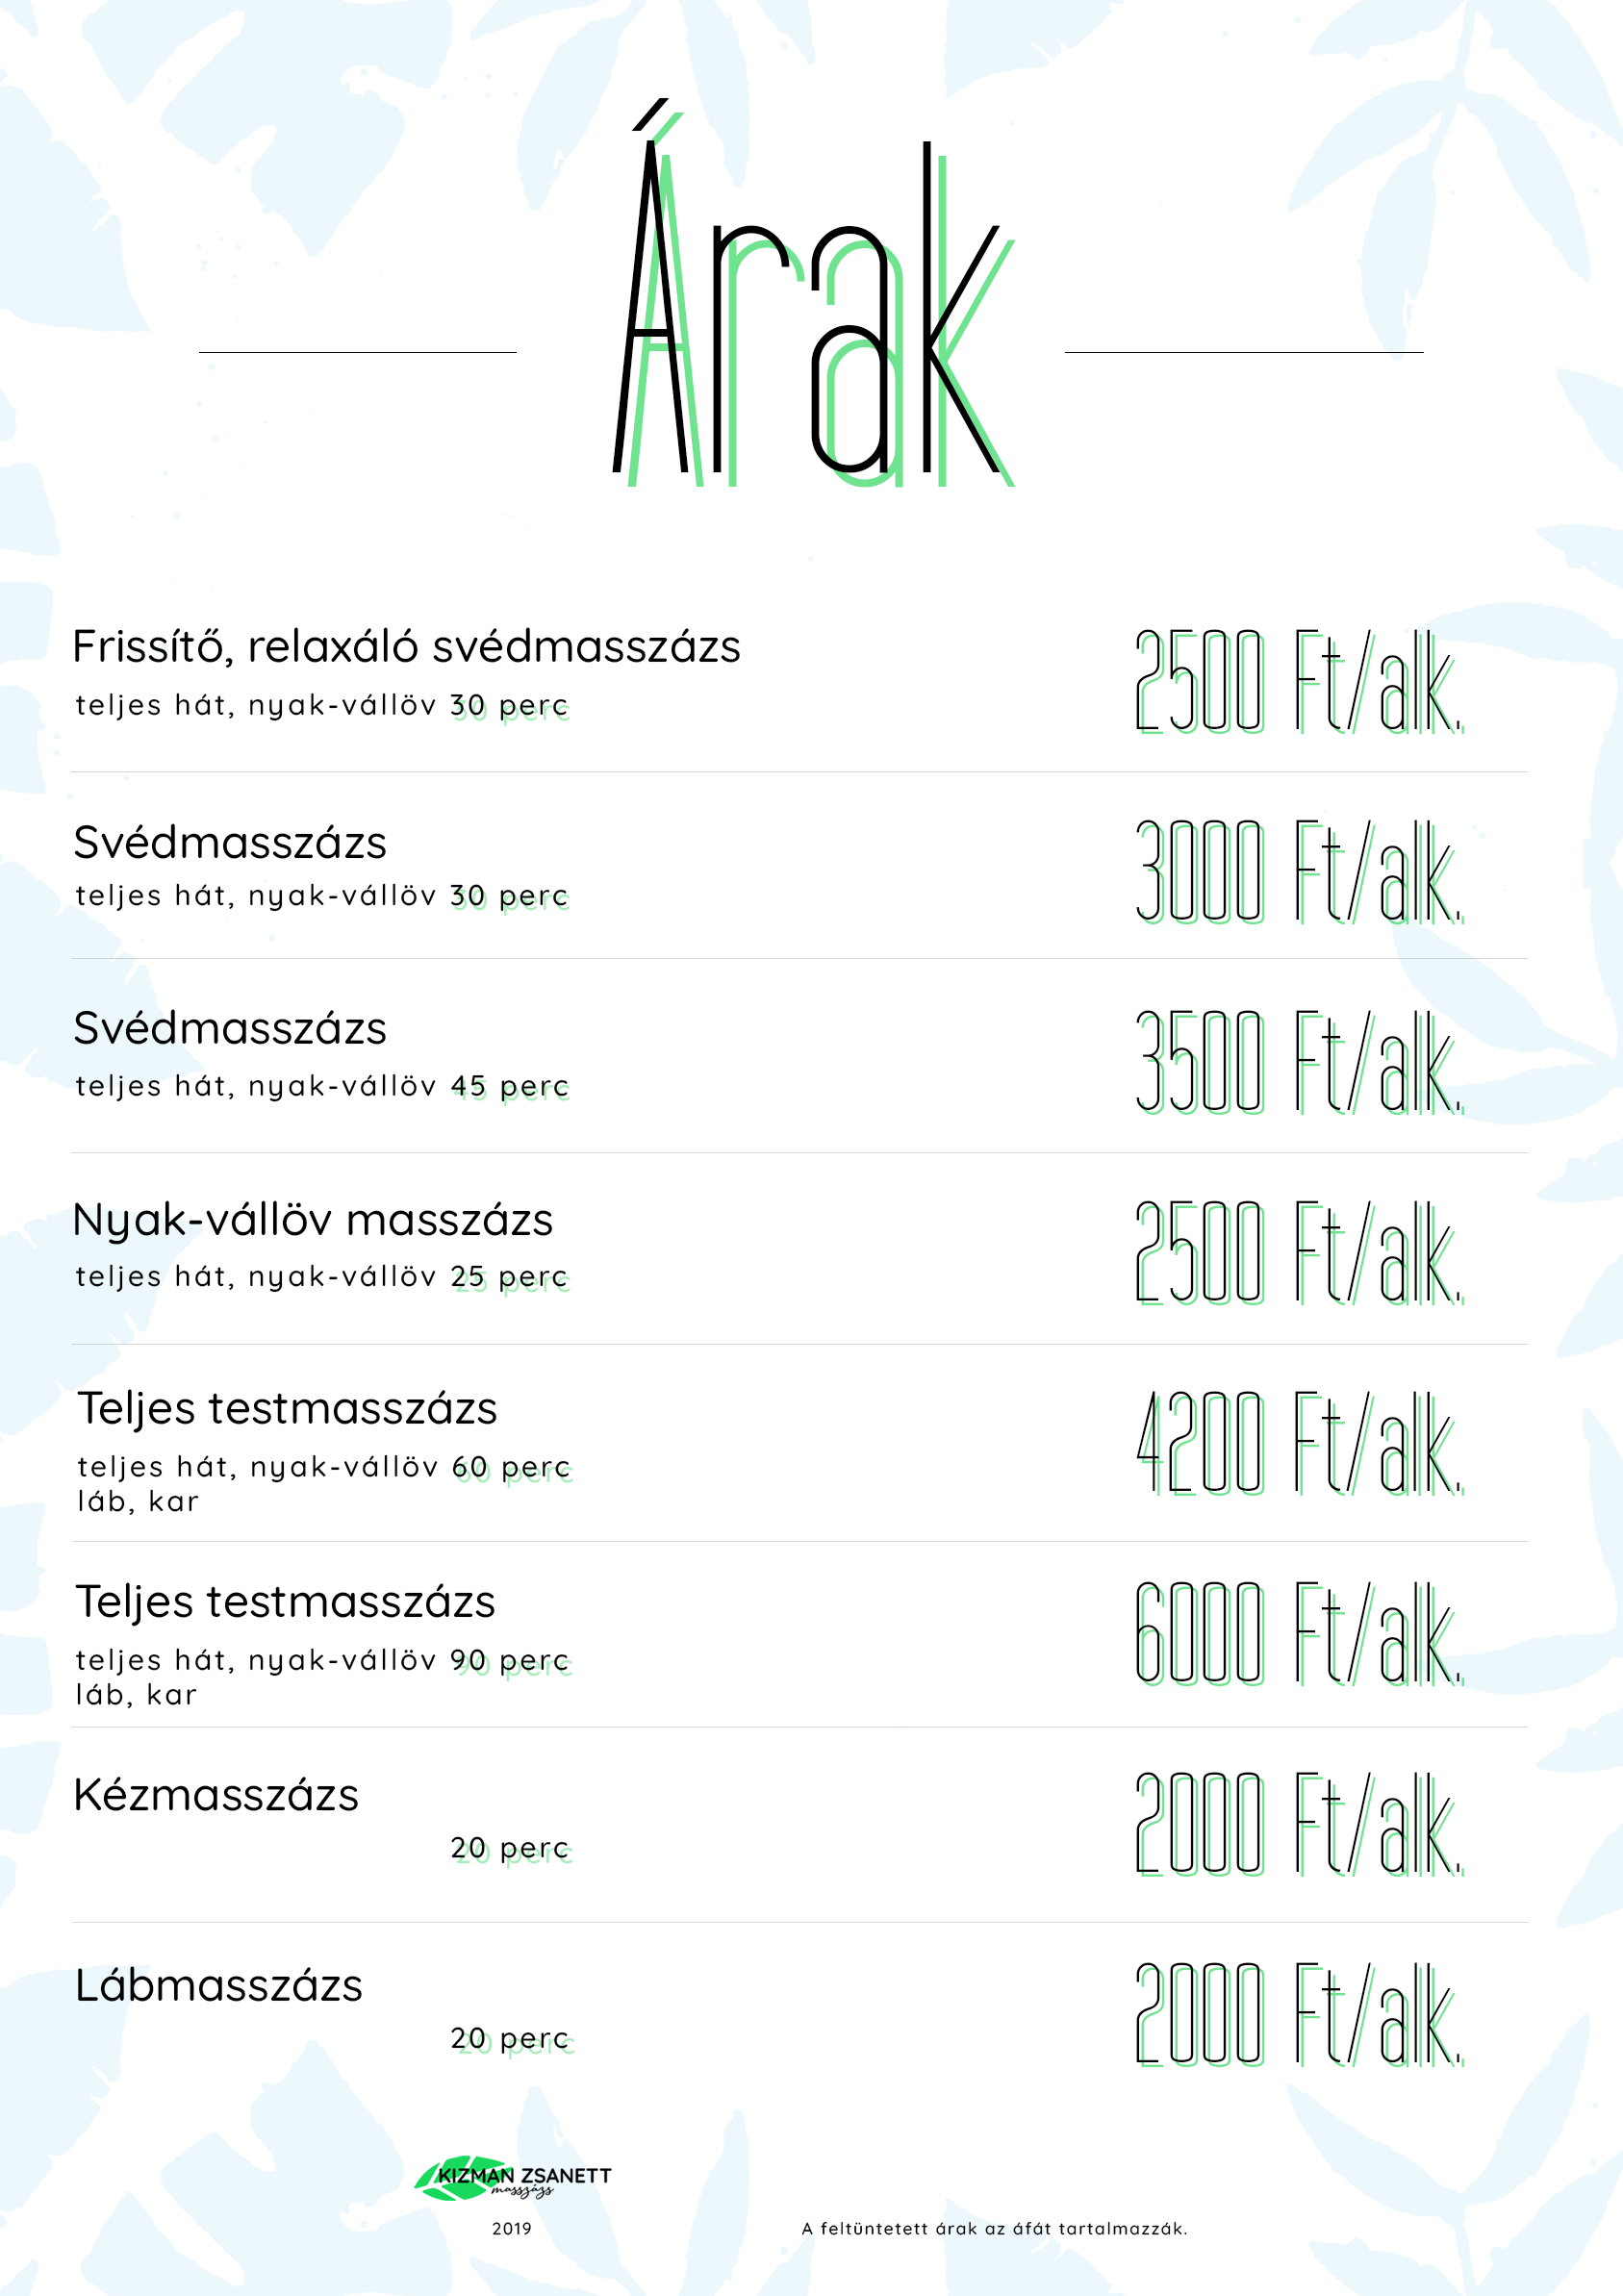 Árak
Frissítő, relaxáló svédmasszázs
teljes hát, nyak-vállöv 30 perc
2500 Ft/alk.
Svédmasszázs
teljes hát, nyak-vállöv 30 perc
3000 Ft/alk.
Svédmasszázs
teljes hát, nyak-vállöv 45 perc
3500 Ft/alk.
Nyak-vállöv masszázs
teljes hát, nyak-vállöv 25 perc
2500 Ft/alk.
Teljes testmasszázs
teljes hát, nyak-vállöv 60 perc
láb, kar
4200 Ft/alk.
Teljes testmasszázs
teljes hát, nyak-vállöv 90 perc
láb, kar
6000 Ft/alk.
Kézmasszázs
20 perc
2000 Ft/alk.
Lábmasszázs
20 perc
2000 Ft/alk.
KIZMAN ZSANETT
masszázs
2019
A feltüntetett árak az áfát tartalmazzák.